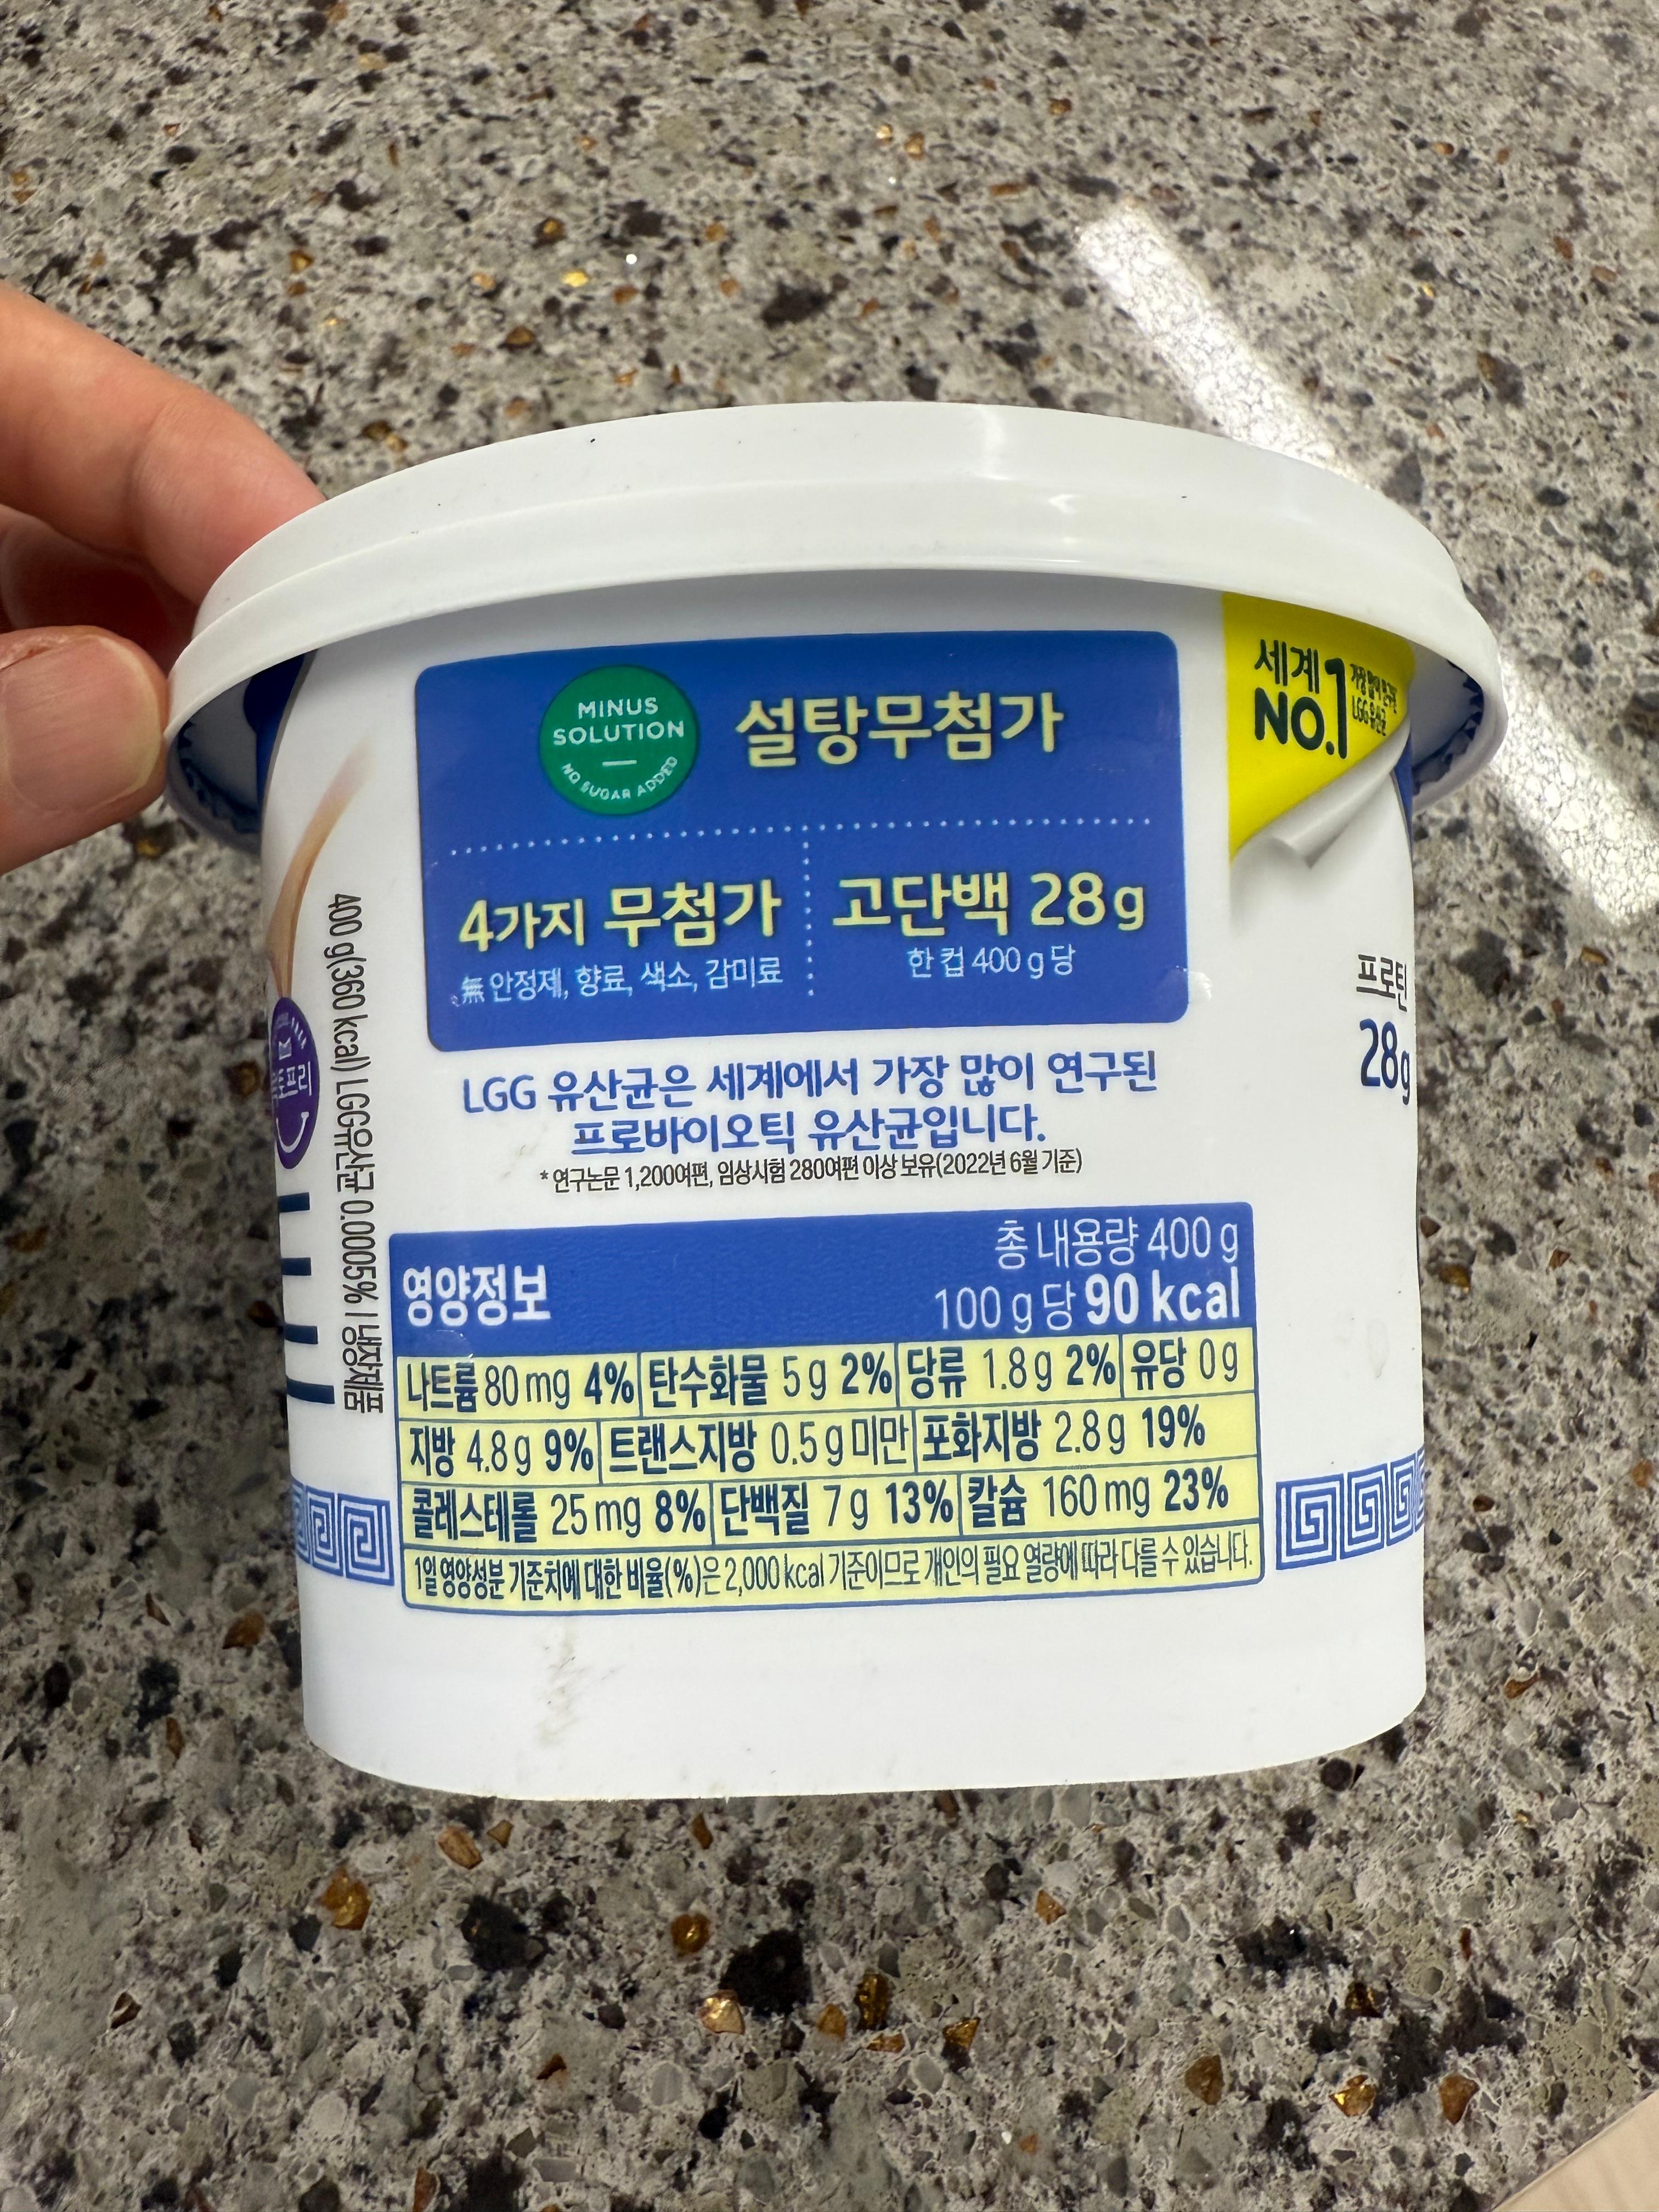 MINUS
SOLUTION
NO SUGAR ADDED
설탕무첨가
4가지 무첨가
無 안정제, 향료, 색소, 감미료
고단백 28g
한 컵 400 g 당
세계
NO.1
LGG 유산균
LGG 유산균은 세계에서 가장 많이 연구된
프로바이오틱 유산균입니다.
* 연구논문 1,200여편, 임상시험 280여편 이상 보유(2022년 6월 기준)
프로틴
28g
400 g(360 kcal) LGG유산균 0.0005% | 냉장제품
프리
영양정보
총 내용량 400 g
100 g 당 90 kcal
나트륨 80 mg 4% 탄수화물 5 g 2% 당류 1.8 g 2% 유당 0 g
지방 4.8 g 9% 트랜스지방 0.5 g 미만 포화지방 2.8 g 19%
콜레스테롤 25 mg 8% 단백질 7 g 13% 칼슘 160 mg 23%
1일 영양성분 기준치에 대한 비율(%)은 2,000 kcal 기준이므로 개인의 필요 열량에 따라 다를 수 있습니다.